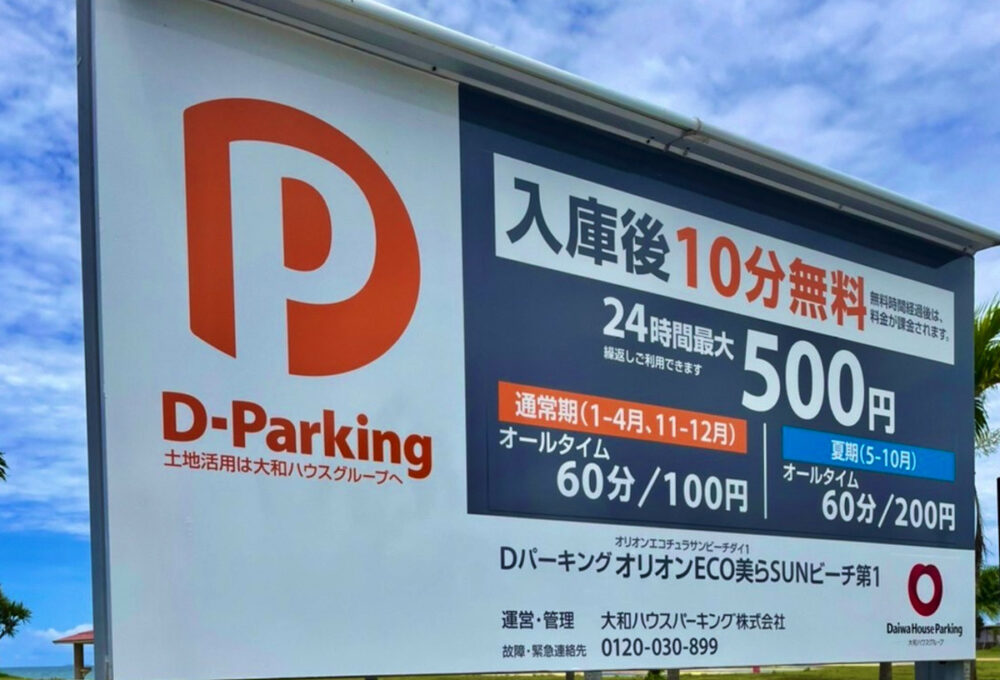 P
D-Parking
土地活用は大和ハウスグループへ
入庫後10分無料
無料時間経過後は、
料金が課金されます。
24時間最大
繰返しご利用できます
500円
通常期(1-4月、11-12月)
オールタイム
60分/100円
夏期(5-10月)
オールタイム
60分/200円
オリオンエコチュラサンビーチダイ1
Dパーキング オリオンECO美らSUNビーチ第1
運営・管理 大和ハウスパーキング株式会社
故障・緊急連絡先 0120-030-899
Daiwa House Parking
大和ハウスグループ